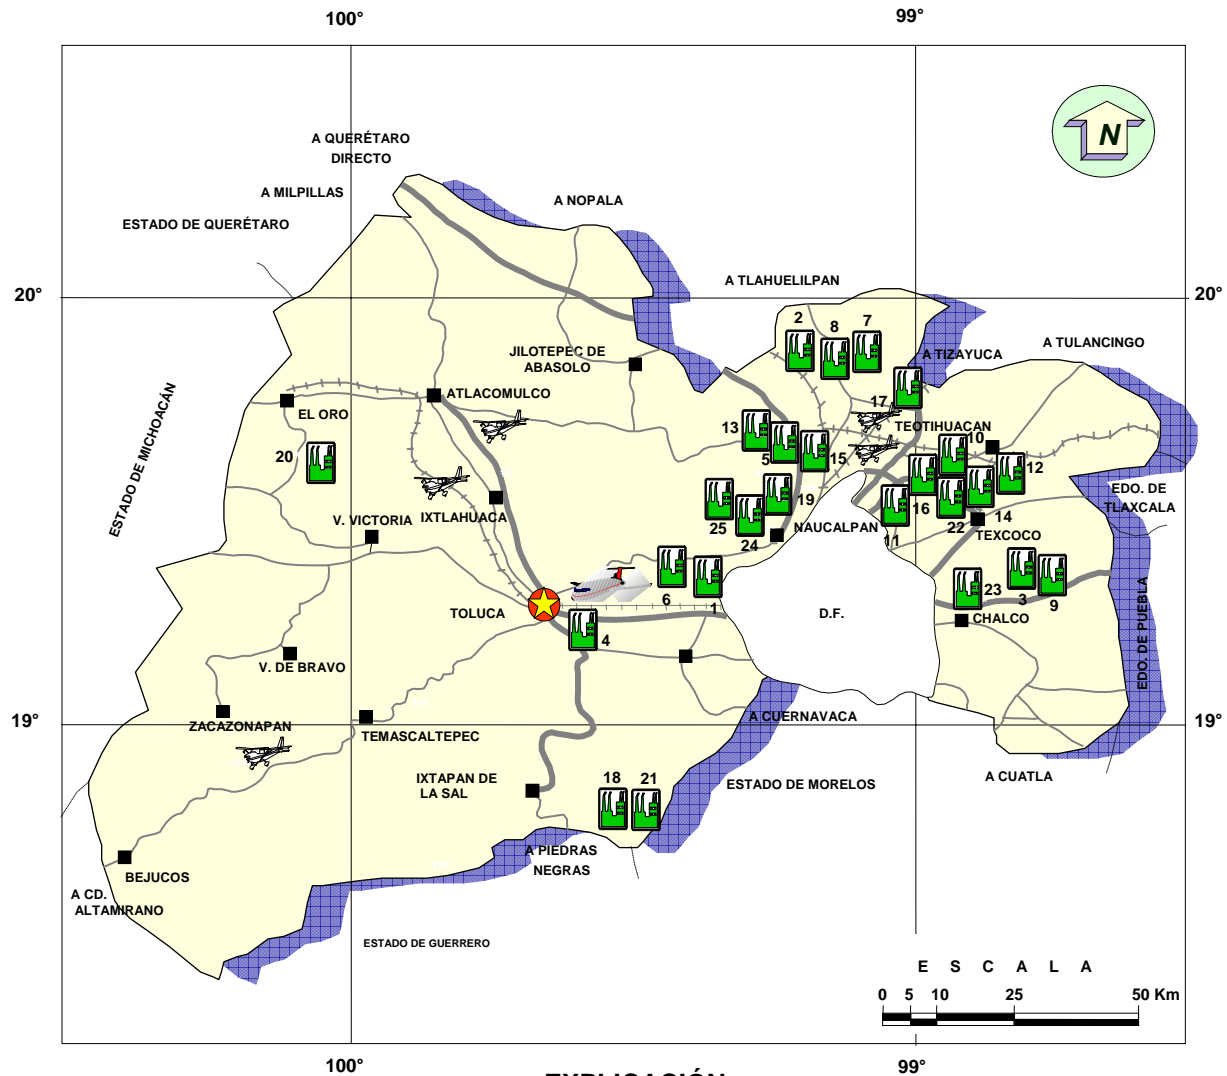 100°
99°
N
A QUERÉTARO
DIRECTO
A MILPILLAS
ESTADO DE QUERÉTARO
A NOPALA
A TLAHUELILPAN
20°
20°
2
8
7
A TULANCINGO
JILOTEPEC DE
ABASOLO
A TIZAYUCA
ESTADO DE MICHOACÁN
ATLACOMULCO
EL ORO
17
TEOTIHUACAN
13
10
20
5
15
12
EDO. DE
TLAXCALA
IXTLAHUACA
V. VICTORIA
25
19
24
NAUCALPAN
16
11
22
14
TEXCOCO
6
1
23
3
9
TOLUCA
4
D.F.
CHALCO
EDO. DE PUEBLA
V. DE BRAVO
ZACAZONAPAN
TEMASCALTEPEC
A CUERNAVACA
19°
19°
IXTAPAN DE
LA SAL
18
21
ESTADO DE MORELOS
A CUATLA
A PIEDRAS
NEGRAS
BEJUCOS
A CD.
ALTAMIRANO
ESTADO DE GUERRERO
E S C A L A
0 5 10 25 50 Km
100°
99°
EXPLICACIÓN